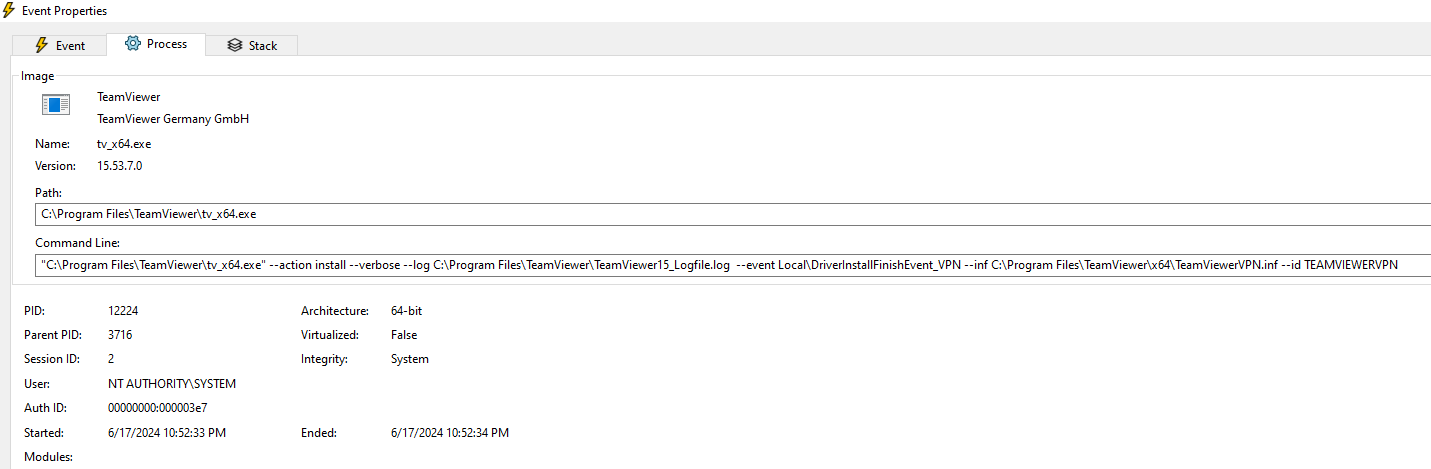 Event Properties
Event Process Stack
Image
TeamViewer
TeamViewer Germany GmbH
Name: tv_x64.exe
Version: 15.53.7.0
Path:
C:\Program Files\TeamViewer\tv_x64.exe
Command Line:
"C:\Program Files\TeamViewer\tv_x64.exe" --action install --verbose --log C:\Program Files\TeamViewer\TeamViewer15_Logfile.log --event Local\DriverInstallFinishEvent_VPN --inf C:\Program Files\TeamViewer\x64\TeamViewerVPN.inf --id TEAMVIEWERVPN
PID: 12224 Architecture: 64-bit
Parent PID: 3716 Virtualized: False
Session ID: 2 Integrity: System
User: NT AUTHORITY\SYSTEM
Auth ID: 00000000:000003e7
Started: 6/17/2024 10:52:33 PM Ended: 6/17/2024 10:52:34 PM
Modules: